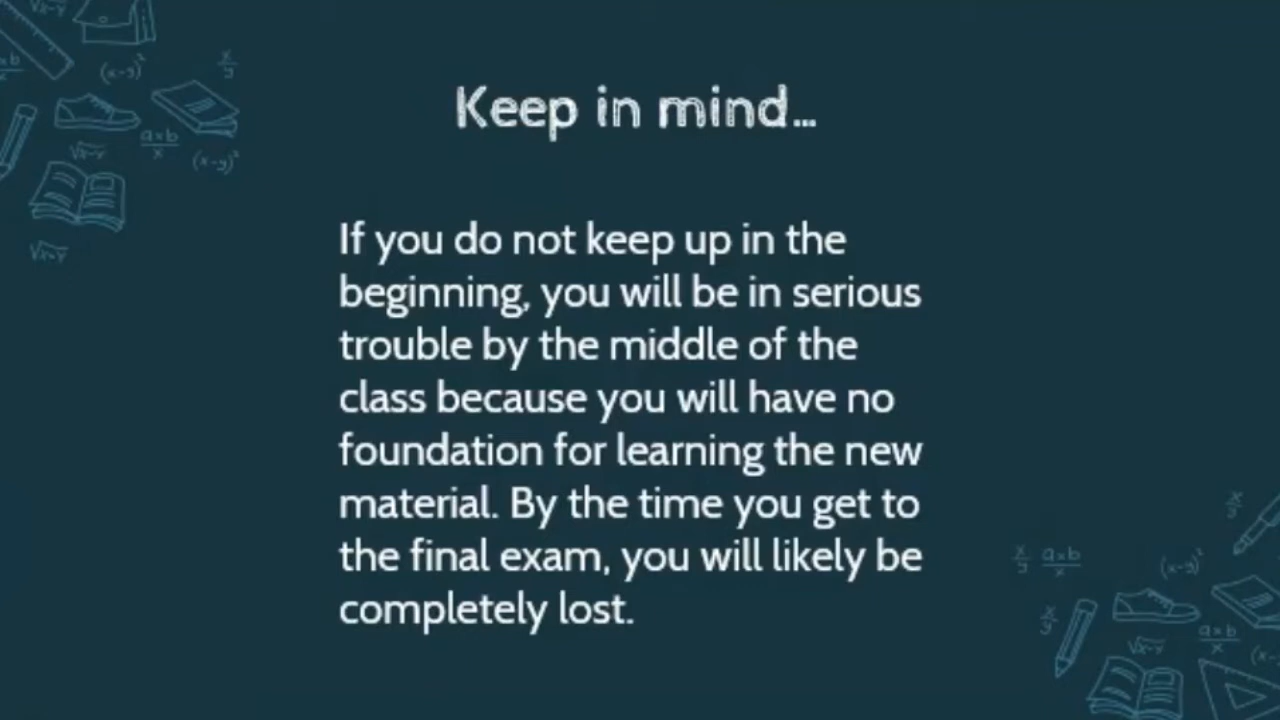 Keep in mind...
If you do not keep up in the
beginning, you will be in serious
trouble by the middle of the
class because you will have no
foundation for learning the new
material. By the time you get to
the final exam, you will likely be
completely lost.